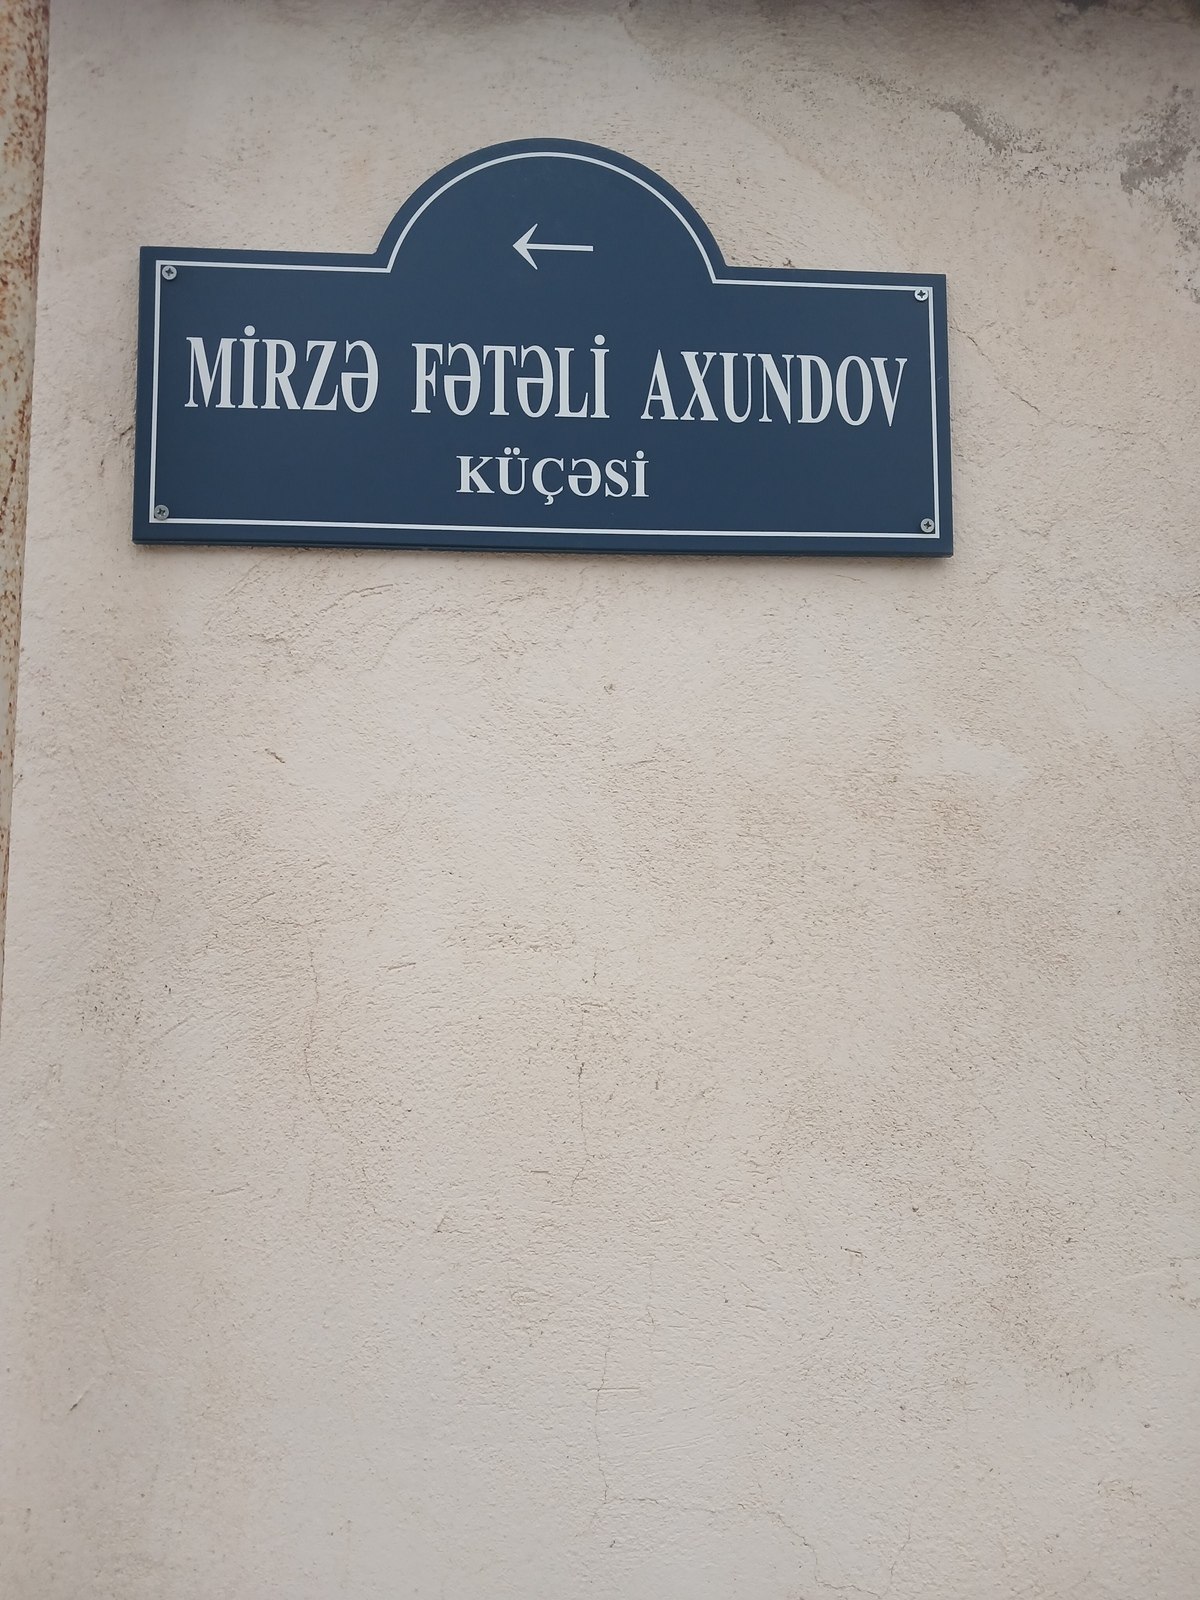 ←
MİRZƏ FƏTƏLİ AXUNDOV
KÜÇƏSİ